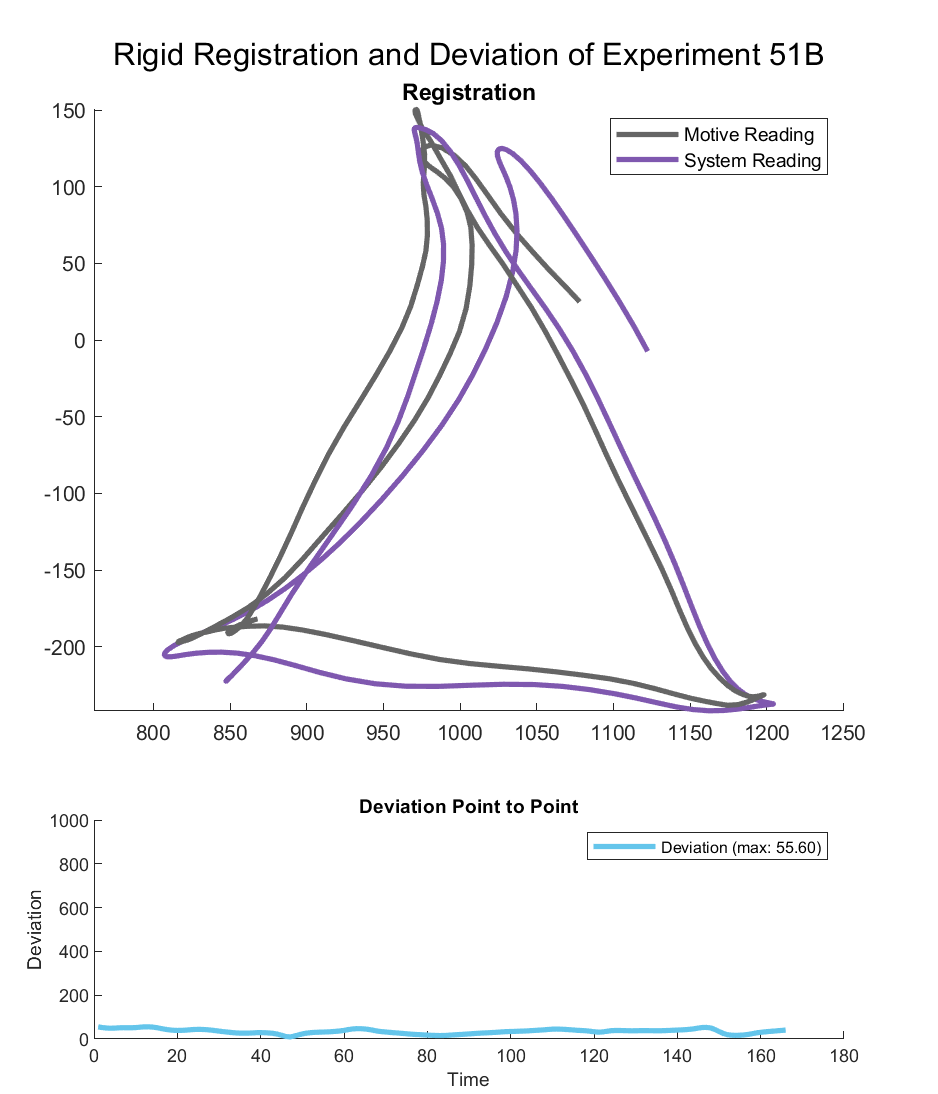 Rigid Registration and Deviation of Experiment 51B
Registration
150
100
50
0
-50
-100
-150
-200
Motive Reading
System Reading
800 850 900 950 1000 1050 1100 1150 1200 1250
Deviation Point to Point
1000
800
600
400
200
0
Deviation
Deviation (max: 55.60)
0 20 40 60 80 100 120 140 160 180
Time